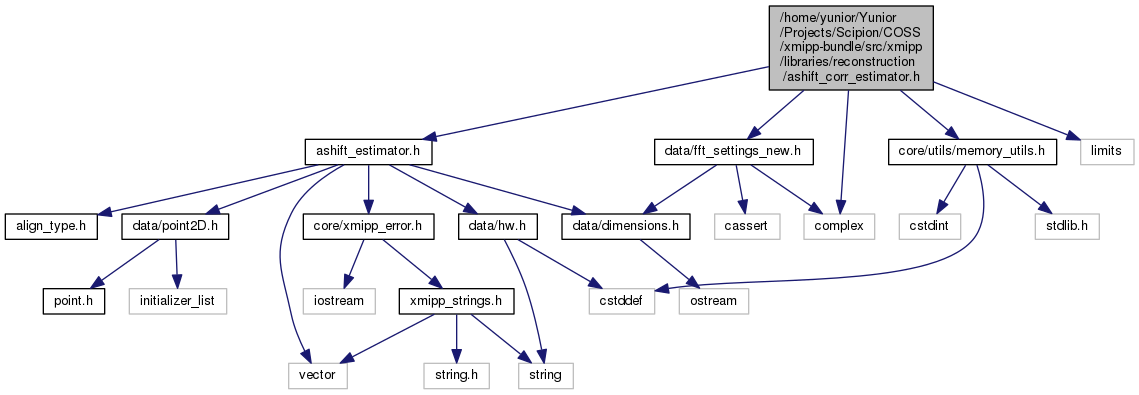 /home/yunior/Yunior
/Projects/Scipion/COSS
/xmipp-bundle/src/xmipp
/libraries/reconstruction
/ashift_corr_estimator.h
ashift_estimator.h
data/fft_settings_new.h
core/utils/memory_utils.h
limits
align_type.h
data/point2D.h
core/xmipp_error.h
data/hw.h
data/dimensions.h
cassert
complex
cstdint
stdlib.h
point.h
initializer_list
iostream
xmipp_strings.h
cstddef
ostream
vector
string.h
string